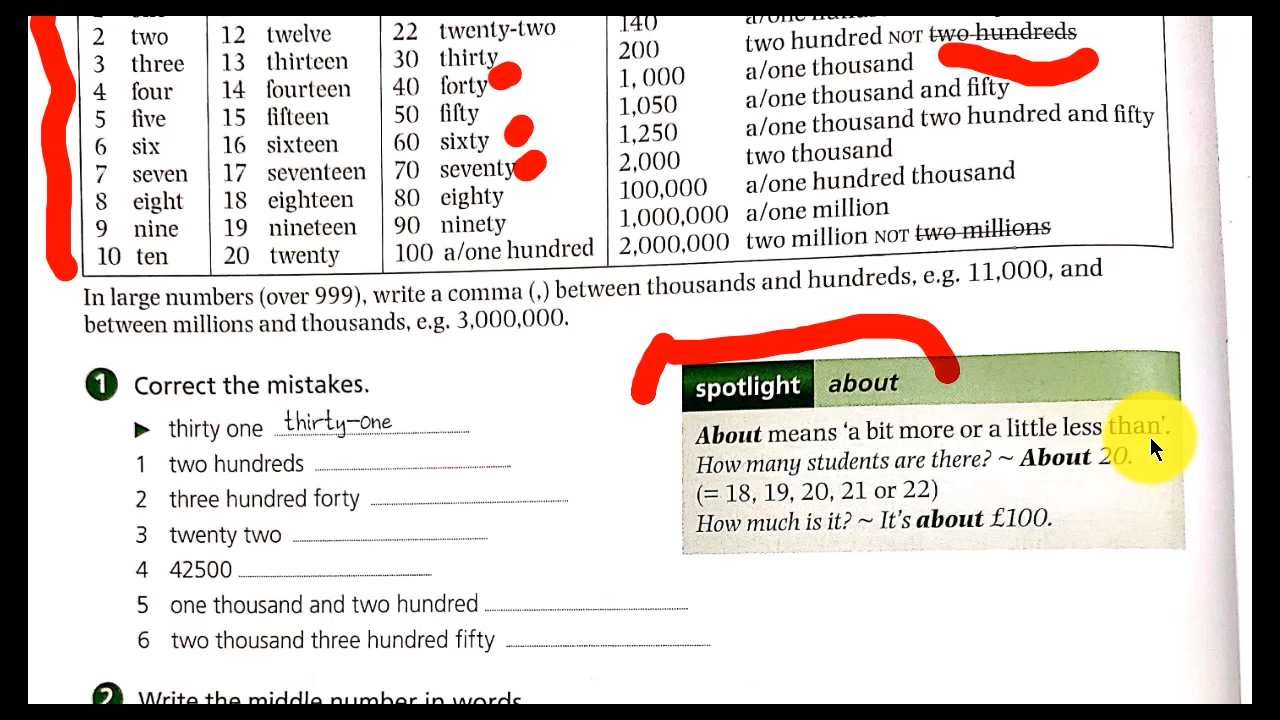 2 two 12 twelve 22 twenty-two 140
3 three 13 thirteen 30 thirty 200 two hundred NOT two hundreds
4 four 14 fourteen 40 forty 1,000 a/one thousand
5 five 15 fifteen 50 fifty 1,050 a/one thousand and fifty
6 six 16 sixteen 60 sixty 1,250 a/one thousand two hundred and fifty
7 seven 17 seventeen 70 seventy 2,000 two thousand
8 eight 18 eighteen 80 eighty 100,000 a/one hundred thousand
9 nine 19 nineteen 90 ninety 1,000,000 a/one million
10 ten 20 twenty 100 a/one hundred 2,000,000 two million NOT two millions
In large numbers (over 999), write a comma (,) between thousands and hundreds, e.g. 11,000, and
between millions and thousands, e.g. 3,000,000.
1 Correct the mistakes.
▶ thirty one thirty-one
1 two hundreds
2 three hundred forty
3 twenty two
4 42500
5 one thousand and two hundred
6 two thousand three hundred fifty
spotlight about
About means 'a bit more or a little less than'.
How many students are there? ~ About 20.
(= 18, 19, 20, 21 or 22)
How much is it? ~ It's about £100.
2 Write the middle number in words